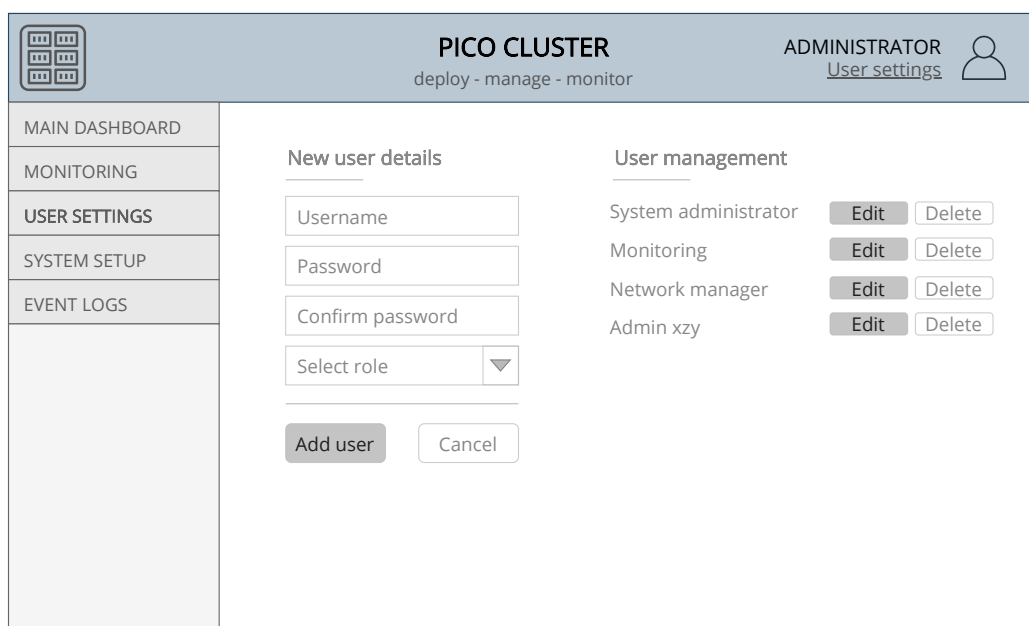 PICO CLUSTER
deploy - manage - monitor
ADMINISTRATOR
User settings
MAIN DASHBOARD
MONITORING
USER SETTINGS
SYSTEM SETUP
EVENT LOGS
New user details
Username
Password
Confirm password
Select role
Add user Cancel
User management
System administrator Edit Delete
Monitoring Edit Delete
Network manager Edit Delete
Admin xzy Edit Delete